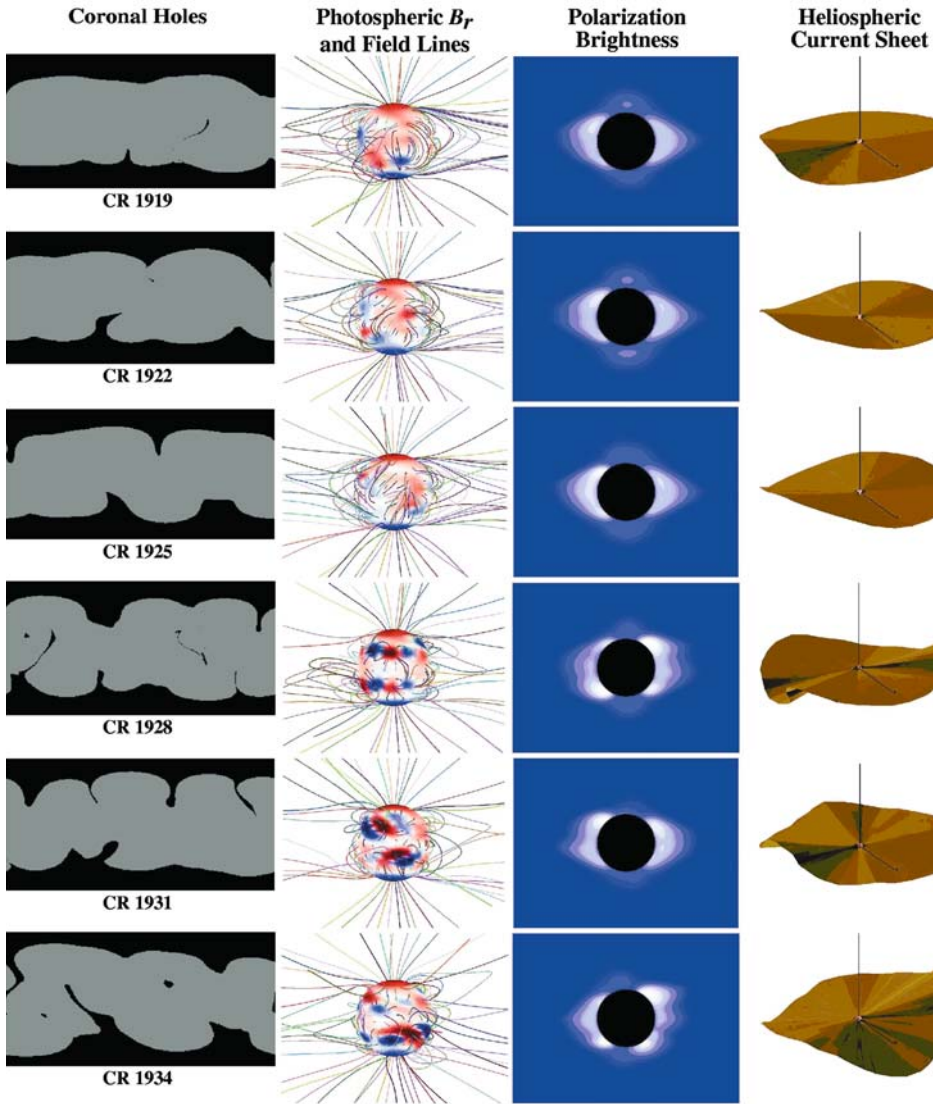 Coronal Holes
Photospheric Br
and Field Lines
Polarization
Brightness
Heliospheric
Current Sheet
CR 1919
CR 1922
CR 1925
CR 1928
CR 1931
CR 1934